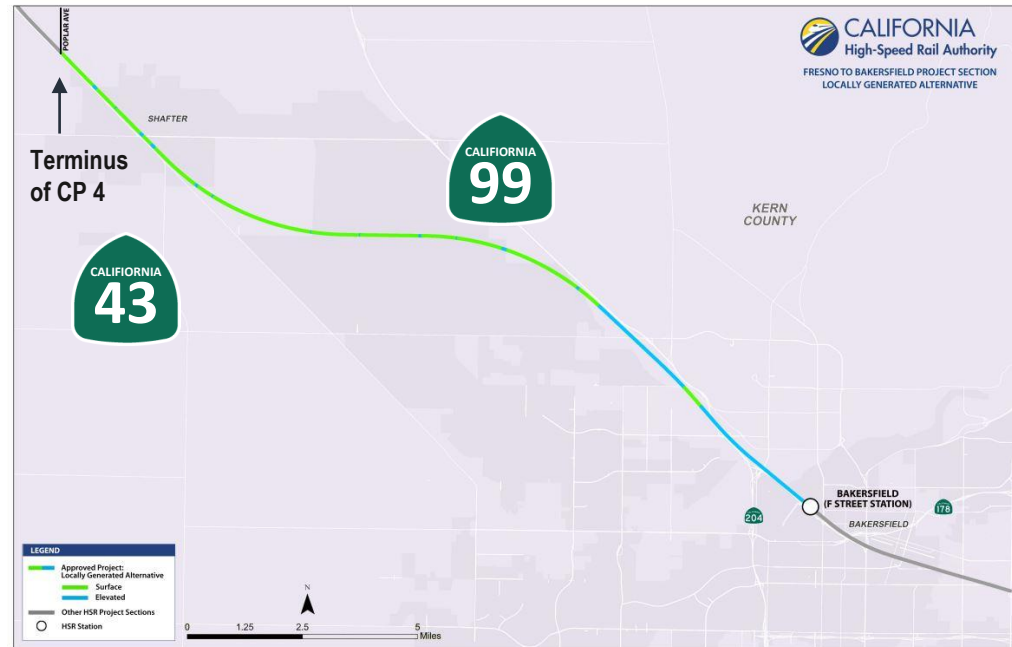 POPLAR AVE
CALIFORNIA
High-Speed Rail Authority
FRESNO TO BAKERSFIELD PROJECT SECTION
LOCALLY GENERATED ALTERNATIVE
SHAFTER
Terminus
of CP 4
CALIFIORNIA
99
KERN
COUNTY
CALIFIORNIA
43
BAKERSFIELD
(F STREET STATION)
204
178
BAKERSFIELD
LEGEND
Approved Project:
Locally Generated Alternative
Surface
Elevated
Other HSR Project Sections
HSR Station
N
0 1.25 2.5 5
Miles